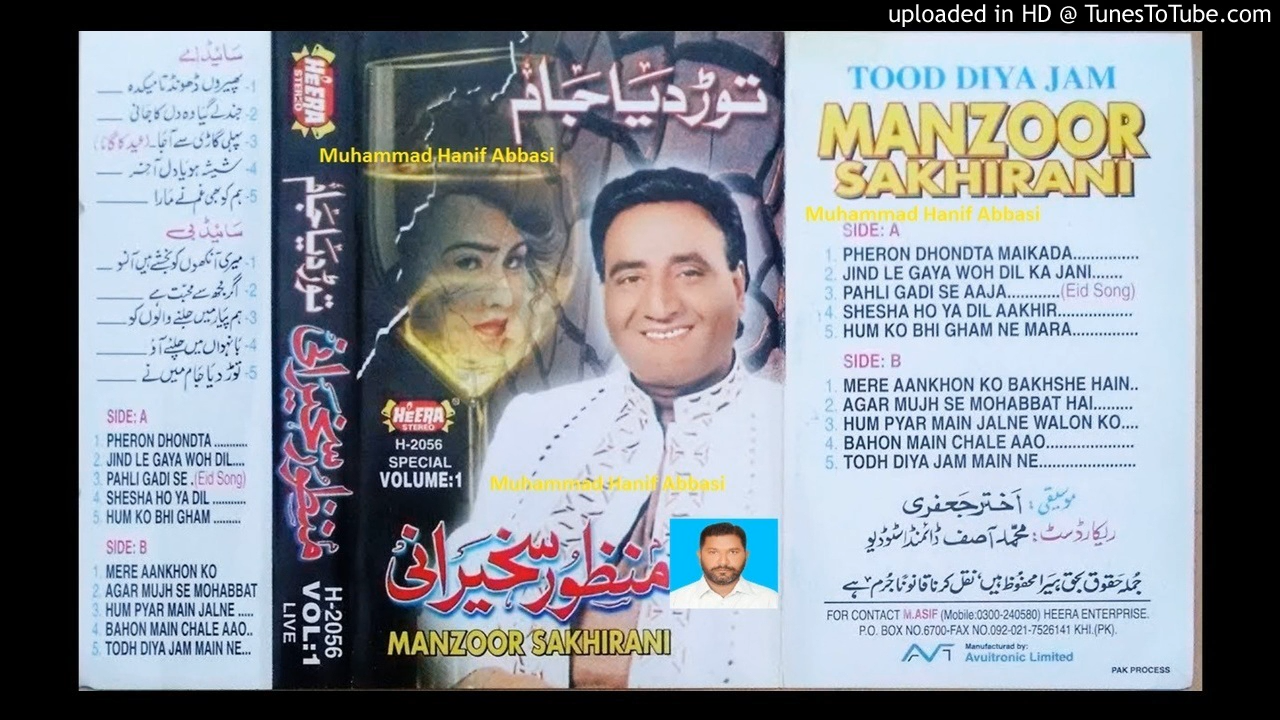 uploaded in HD @ TunesToTube.com
سائیڈ اے
1- پھیروں ڈھونڈتا میکدہ
2- جندلے گیا وہ دل کا جانی
3- پہلی گاڑی سے آجا۔ (عید کا گانا)
4- شیشہ ہو یا دل آخر
5- ہم کو بھی غم نے مارا
سائیڈ بی
1- میری آنکھوں کو بخشے ہیں آنسو
2- اگر مجھ سے محبت ہے
3- ہم پیار میں جلنے والوں کو
4- بانہوں میں چلے آؤ
5- توڑ دیا جام میں نے
SIDE: A
1. PHERON DHONDTA ...........
2. JIND LE GAYA WOH DIL....
3. PAHLI GADI SE .(Eid Song)
4. SHESHA HO YA DIL ..........
5. HUM KO BHI GHAM .........
SIDE: B
1. MERE AANKHON KO
2. AGAR MUJH SE MOHABBAT
3. HUM PYAR MAIN JALNE .....
4. BAHON MAIN CHALE AAO..
5. TODH DIYA JAM MAIN NE...
HEERA
STEREO
توڑ دیا جام
منظور سخیرانی
H-2056
VOL:1
LIVE
توڑ دیا جام
Muhammad Hanif Abbasi
HEERA
STEREO
H-2056
SPECIAL
VOLUME:1
Muhammad Hanif Abbasi
منظور سخیرانی
MANZOOR SAKHIRANI
TOOD DIYA JAM
MANZOOR
SAKHIRANI
Muhammad Hanif Abbasi
SIDE: A
1. PHERON DHONDTA MAIKADA...............
2. JIND LE GAYA WOH DIL KA JANI.......
3. PAHLI GADI SE AAJA............(Eid Song)
4. SHESHA HO YA DIL AAKHIR.................
5. HUM KO BHI GHAM NE MARA..............
SIDE: B
1. MERE AANKHON KO BAKHSHE HAIN..
2. AGAR MUJH SE MOHABBAT HAI.........
3. HUM PYAR MAIN JALNE WALON KO....
4. BAHON MAIN CHALE AAO....................
5. TODH DIYA JAM MAIN NE......................
موسیقی: اختر جعفری
ریکارڈسٹ: محمد آصف ڈائمنڈ اسٹوڈیو
جملہ حقوق بحق ہیرا محفوظ ہیں، نقل کرنا قانوناً جرم ہے
FOR CONTACT M.ASIF (Mobile:0300-240580) HEERA ENTERPRISE.
P.O. BOX NO.6700-FAX NO.092-021-7526141 KHI.(PK).
AVT
Manufacturad by:
Avuitronic Limited
PAK PROCESS